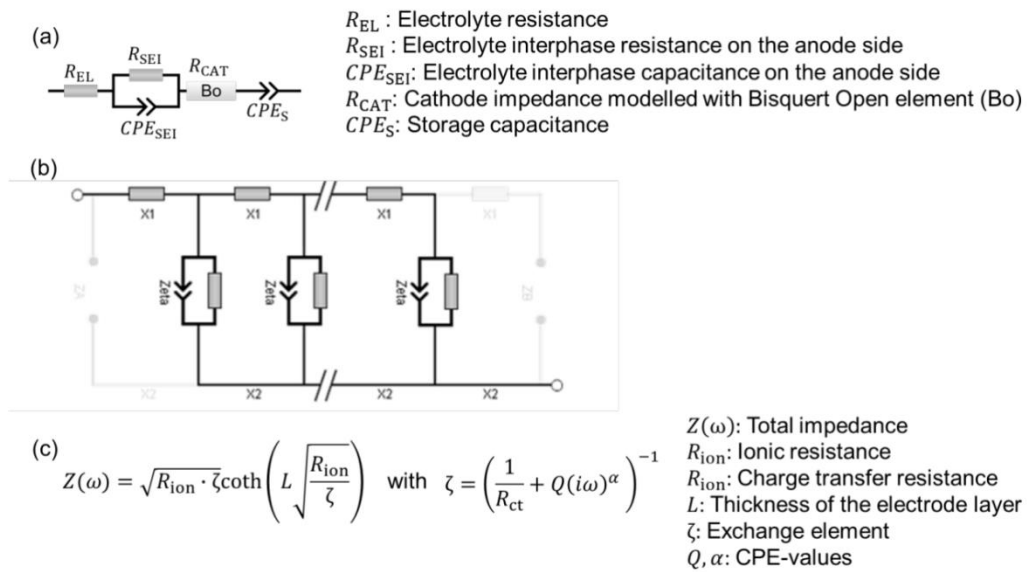 (a)
R_EL
R_SEI
CPE_SEI
R_CAT
Bo
CPE_S
R_EL : Electrolyte resistance
R_SEI : Electrolyte interphase resistance on the anode side
CPE_SEI: Electrolyte interphase capacitance on the anode side
R_CAT: Cathode impedance modelled with Bisquert Open element (Bo)
CPE_S: Storage capacitance
(b)
X1 X1 X1 X1
ZA Zeta Zeta Zeta ZB
X2 X2 X2 X2
(c)
Z(ω) = √(R_ion · ζ) coth(L √(R_ion/ζ)) with ζ = (1/R_ct + Q(iω)^α)^−1
Z(ω): Total impedance
R_ion: Ionic resistance
R_ion: Charge transfer resistance
L: Thickness of the electrode layer
ζ: Exchange element
Q, α: CPE-values